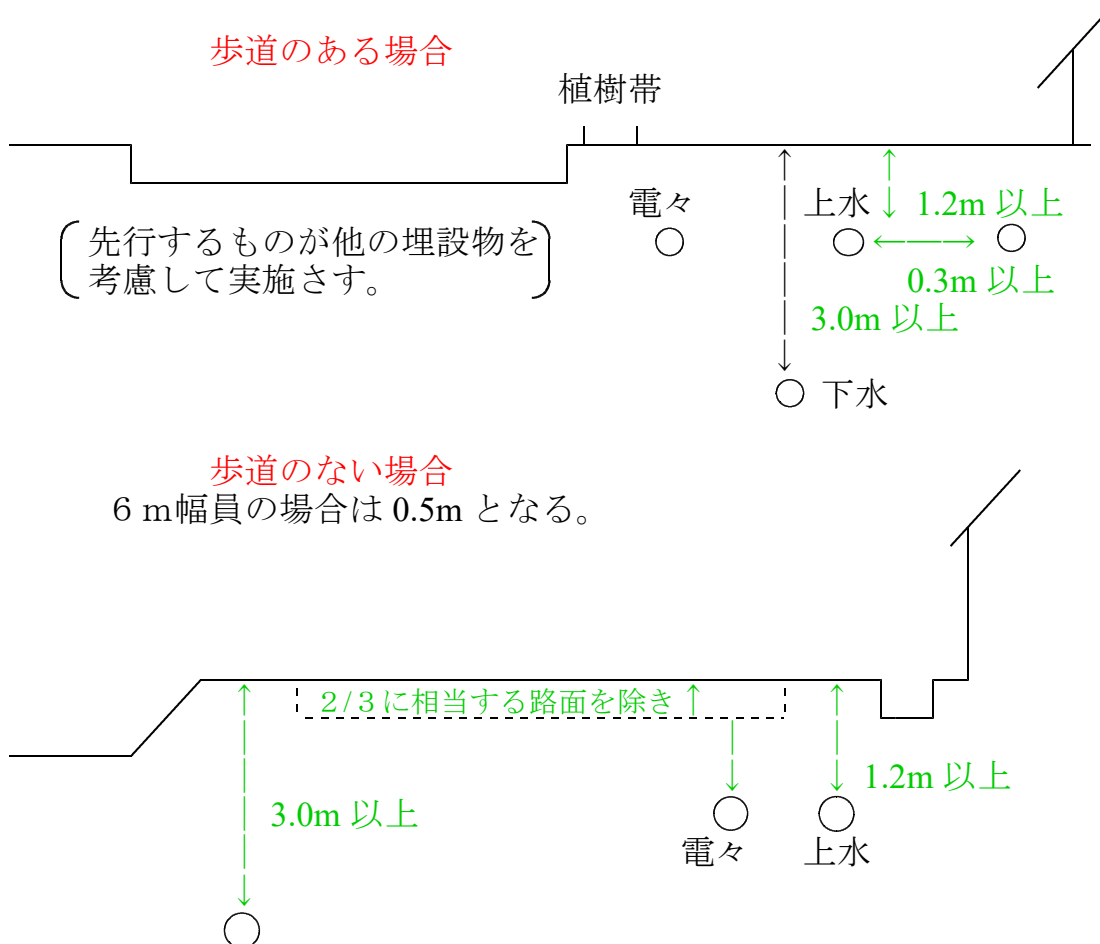 歩道のある場合
植樹帯
電々
上水
1.2m 以上
先行するものが他の埋設物を
考慮して実施さす。
0.3m 以上
3.0m 以上
下水
歩道のない場合
6m幅員の場合は 0.5m となる。
2/3に相当する路面を除き
1.2m 以上
3.0m 以上
電々
上水